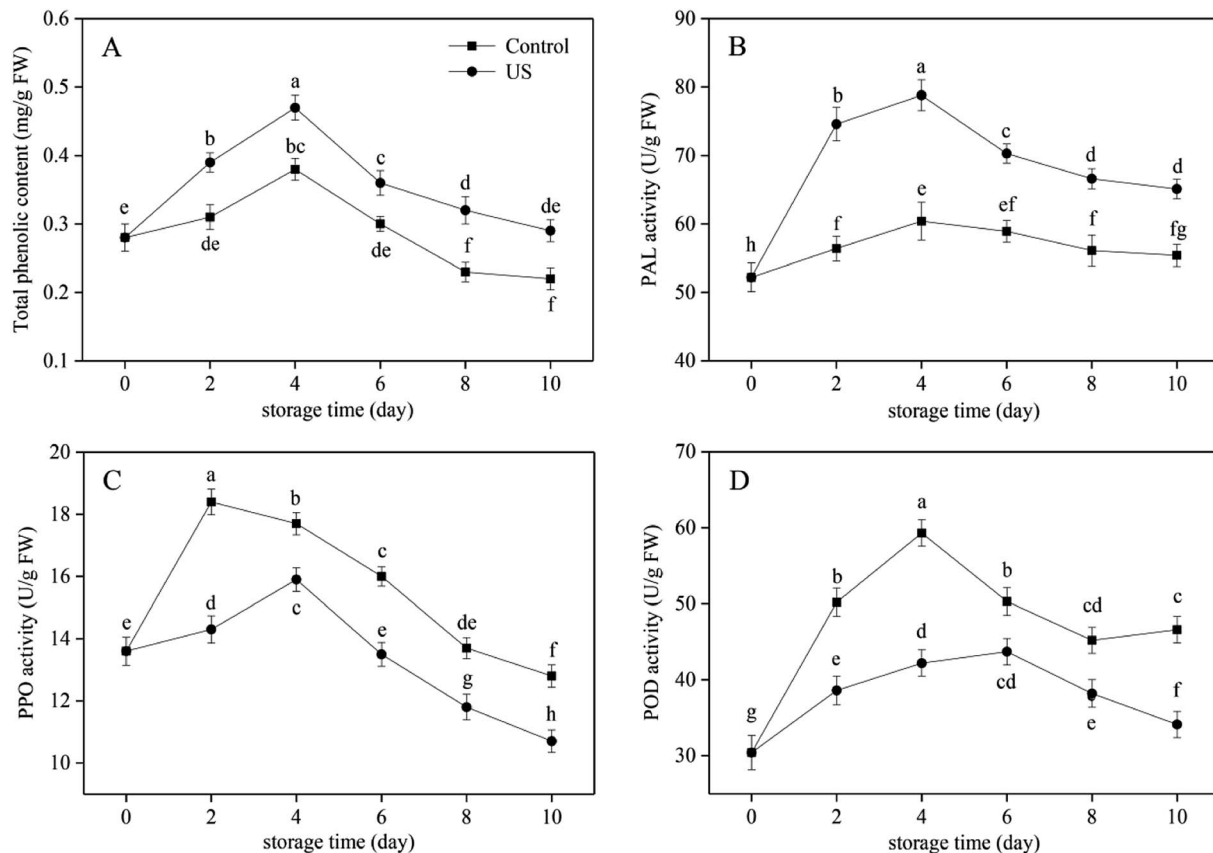 A
Control
US
Total phenolic content (mg/g FW)
0.6
0.5
0.4
0.3
0.2
0.1
e
b
a
bc
c
d
de
de
de
f
f
0 2 4 6 8 10
storage time (day)
B
PAL activity (U/g FW)
90
80
70
60
50
40
h
b
a
c
d
d
f
e
ef
f
fg
0 2 4 6 8 10
storage time (day)
C
PPO activity (U/g FW)
20
18
16
14
12
10
e
a
b
c
de
f
d
c
e
g
h
0 2 4 6 8 10
storage time (day)
D
POD activity (U/g FW)
70
60
50
40
30
g
b
a
b
cd
c
e
d
cd
e
f
0 2 4 6 8 10
storage time (day)